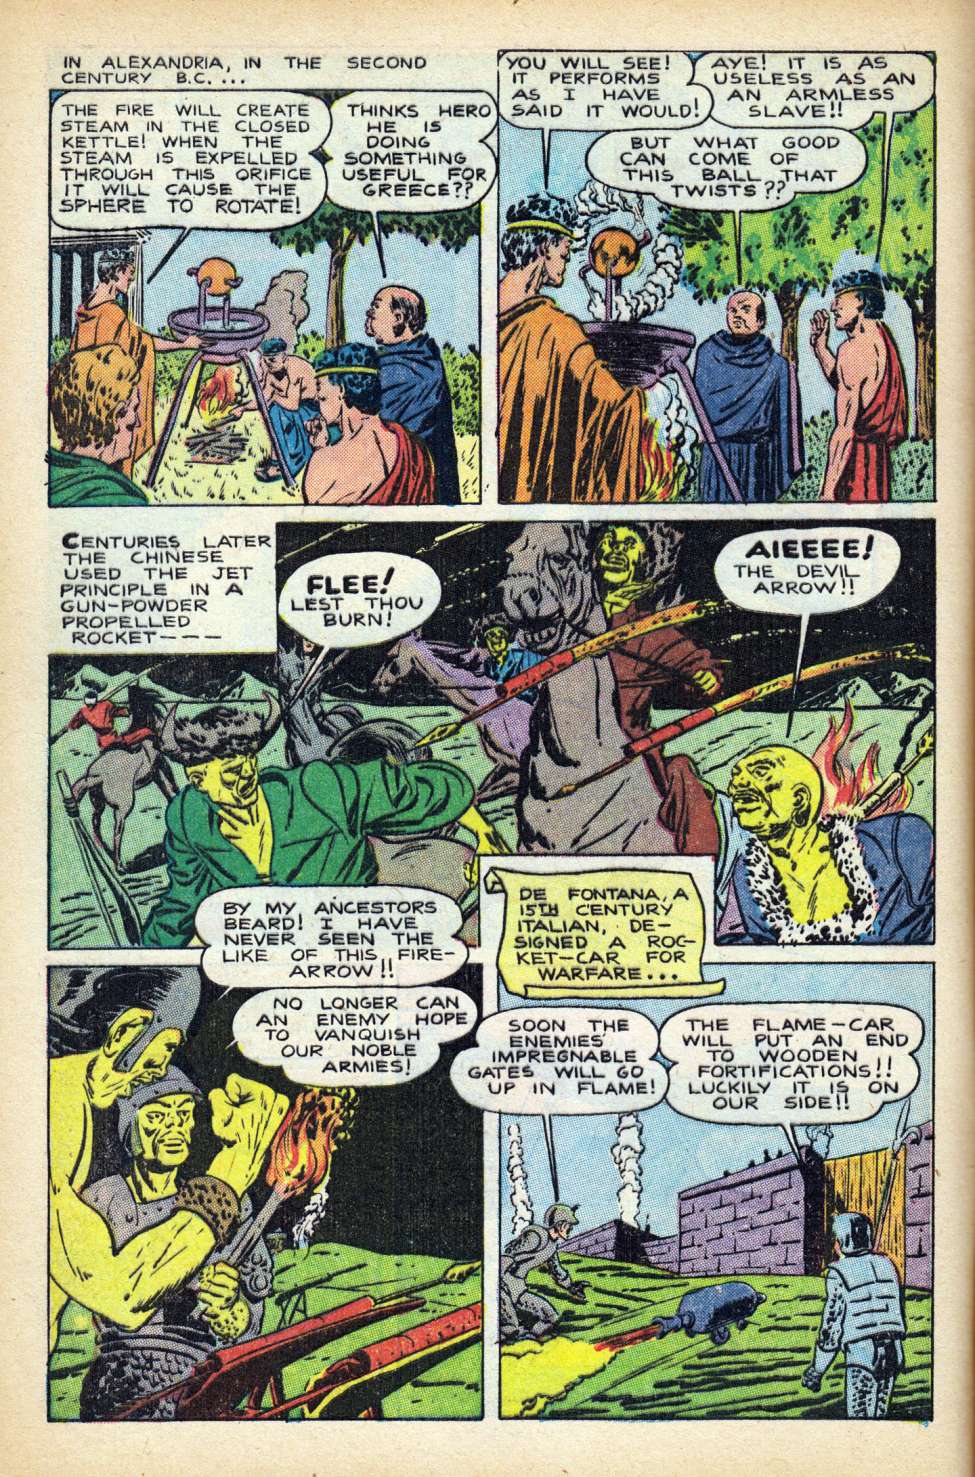 IN ALEXANDRIA, IN THE SECOND
CENTURY B.C. ...
THE FIRE WILL CREATE
STEAM IN THE CLOSED
KETTLE! WHEN THE
STEAM IS EXPELLED
THROUGH THIS ORIFICE
IT WILL CAUSE THE
SPHERE TO ROTATE!
THINKS HERO
HE IS
DOING
SOMETHING
USEFUL FOR
GREECE??
YOU WILL SEE!
IT PERFORMS
AS I HAVE
SAID IT WOULD!
AYE! IT IS AS
USELESS AS AN
AN ARMLESS
SLAVE!!
BUT WHAT GOOD
CAN COME OF
THIS BALL THAT
TWISTS??
CENTURIES LATER
THE CHINESE
USED THE JET
PRINCIPLE IN A
GUN-POWDER
PROPELLED
ROCKET---
FLEE!
LEST THOU
BURN!
AIEEEE!
THE DEVIL
ARROW!!
BY MY ANCESTORS
BEARD! I HAVE
NEVER SEEN THE
LIKE OF THIS FIRE-
ARROW!!
NO LONGER CAN
AN ENEMY HOPE
TO VANQUISH
OUR NOBLE
ARMIES!
DE FONTANA, A
15TH CENTURY
ITALIAN, DE-
SIGNED A ROC-
KET-CAR FOR
WARFARE...
SOON THE
ENEMIES
IMPREGNABLE
GATES WILL GO
UP IN FLAME!
THE FLAME-CAR
WILL PUT AN END
TO WOODEN
FORTIFICATIONS!!
LUCKILY IT IS ON
OUR SIDE!!